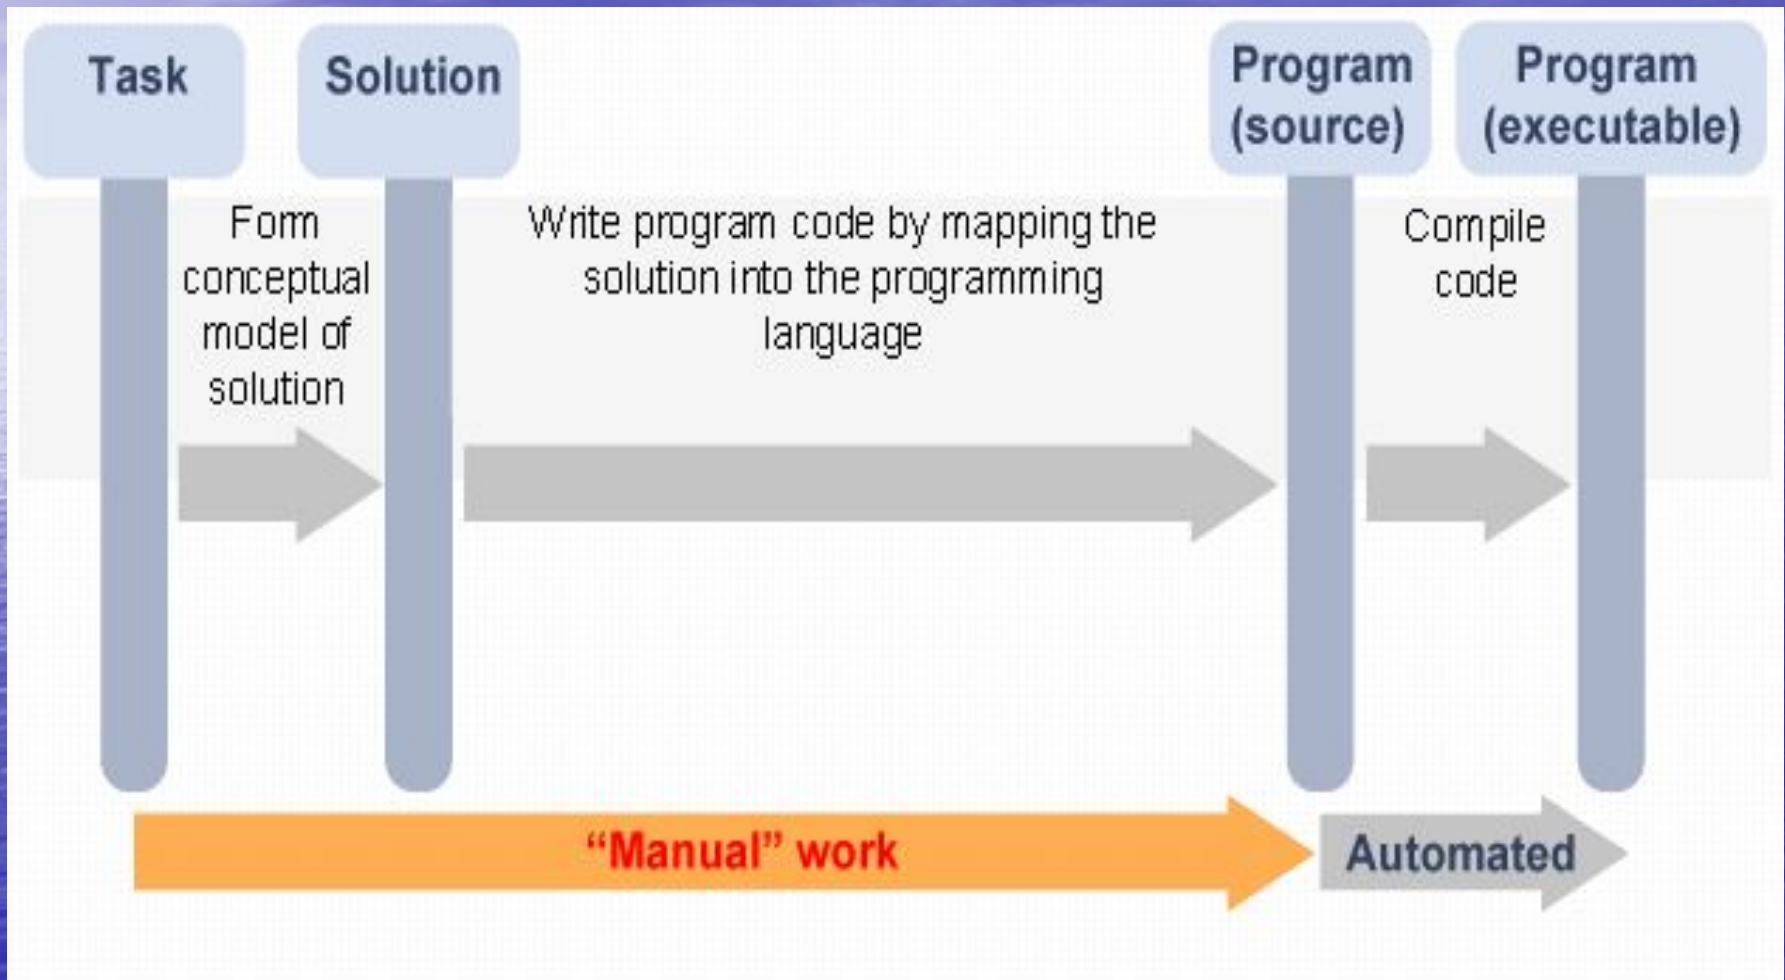 Task
Solution
Program
(source)
Program
(executable)
Form
conceptual
model of
solution
Write program code by mapping the
solution into the programming
language
Compile
code
“Manual” work
Automated